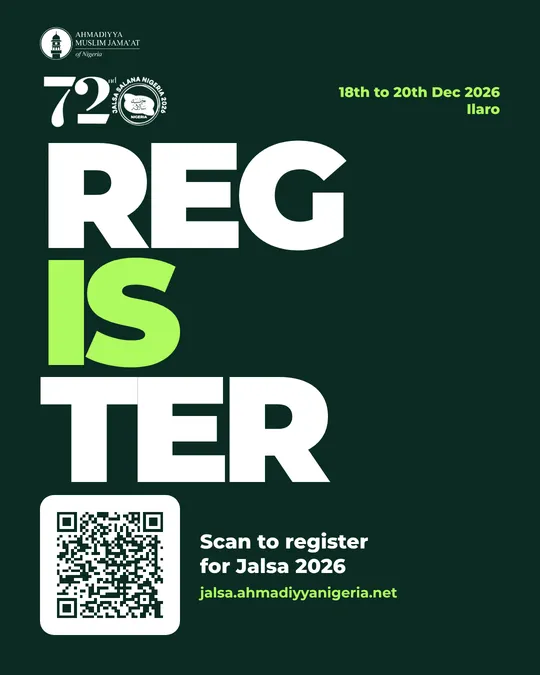 AHMADIYYA
MUSLIM JAMA'AT
of Nigeria
72nd
JALSA SALANA NIGERIA 2026
NIGERIA
18th to 20th Dec 2026
Ilaro
REG
IS
TER
Scan to register
for Jalsa 2026
jalsa.ahmadiyyanigeria.net